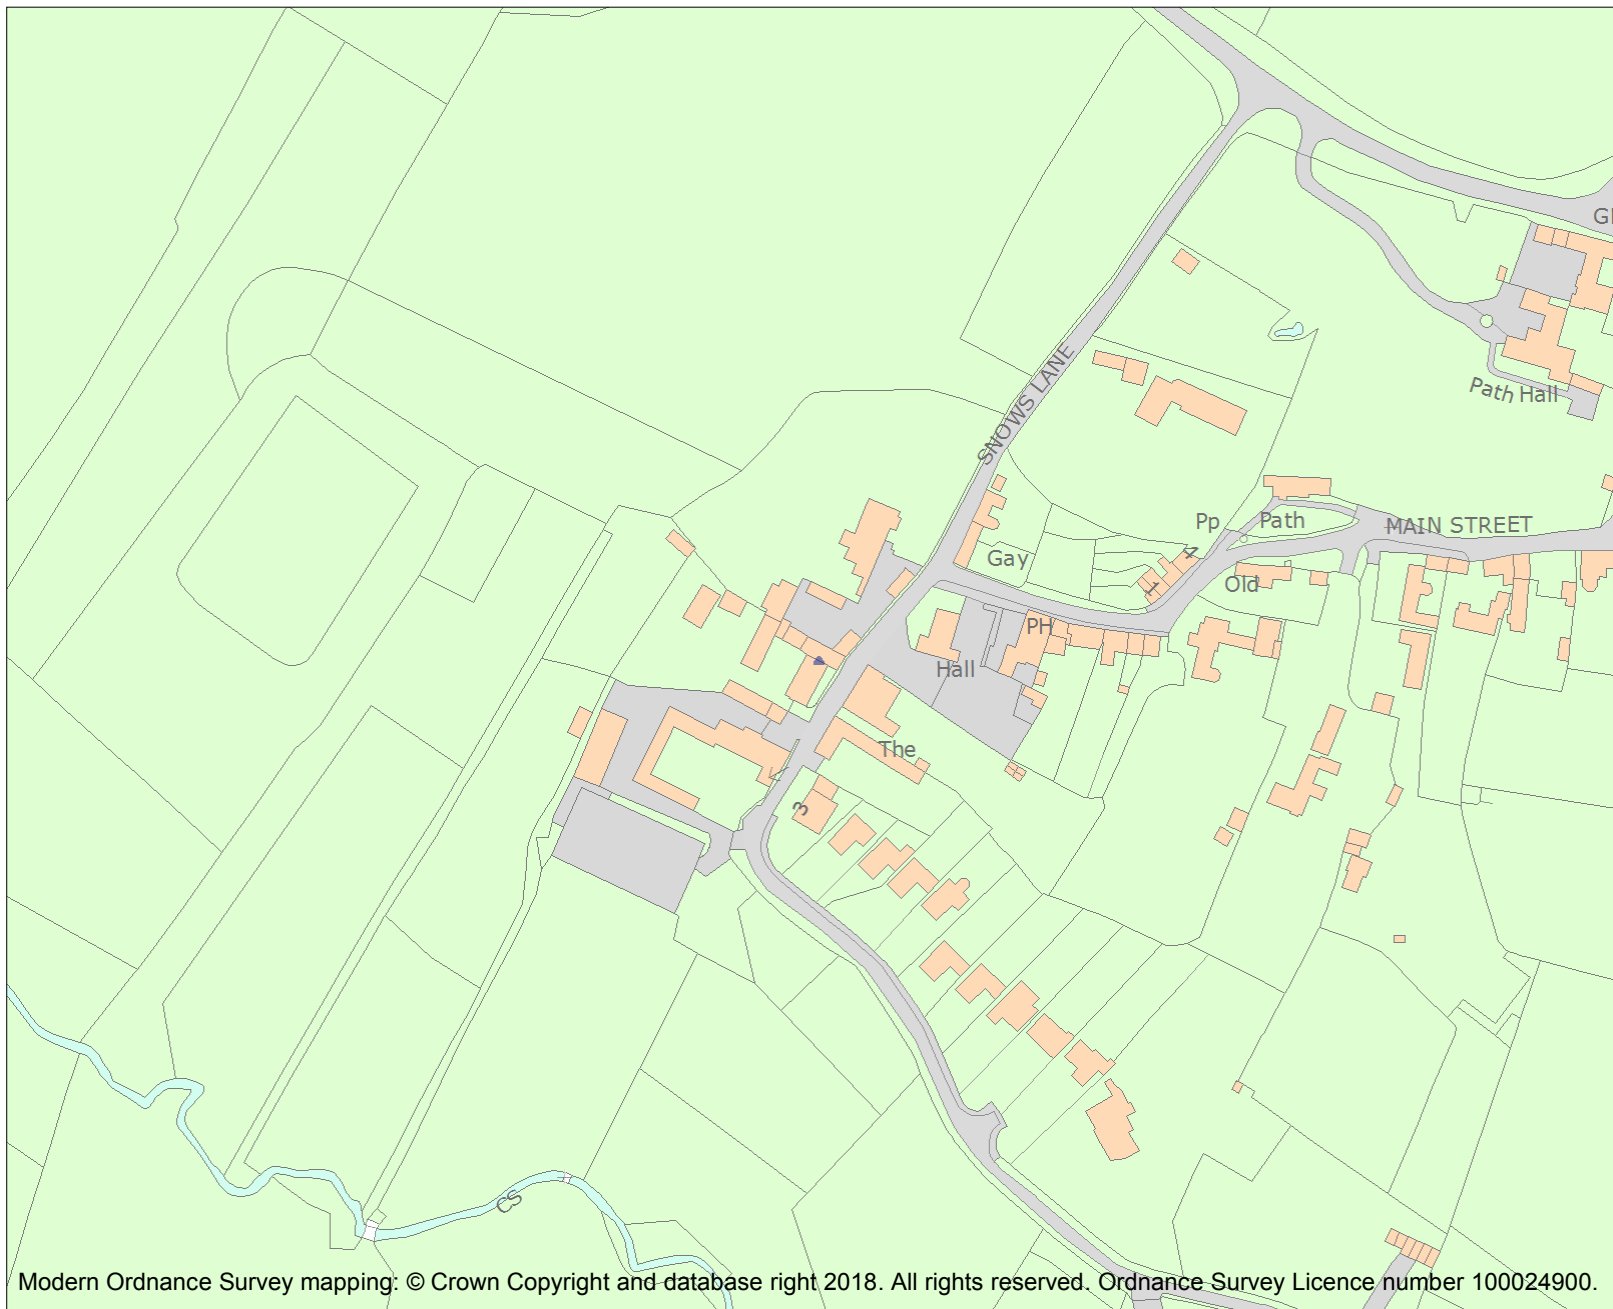 Gl
SNOWS LANE
Path Hall
Pp
Path
MAIN STREET
Gay
4
1
Old
PH
Hall
The
3
CS
Modern Ordnance Survey mapping: © Crown Copyright and database right 2018. All rights reserved. Ordnance Survey Licence number 100024900.